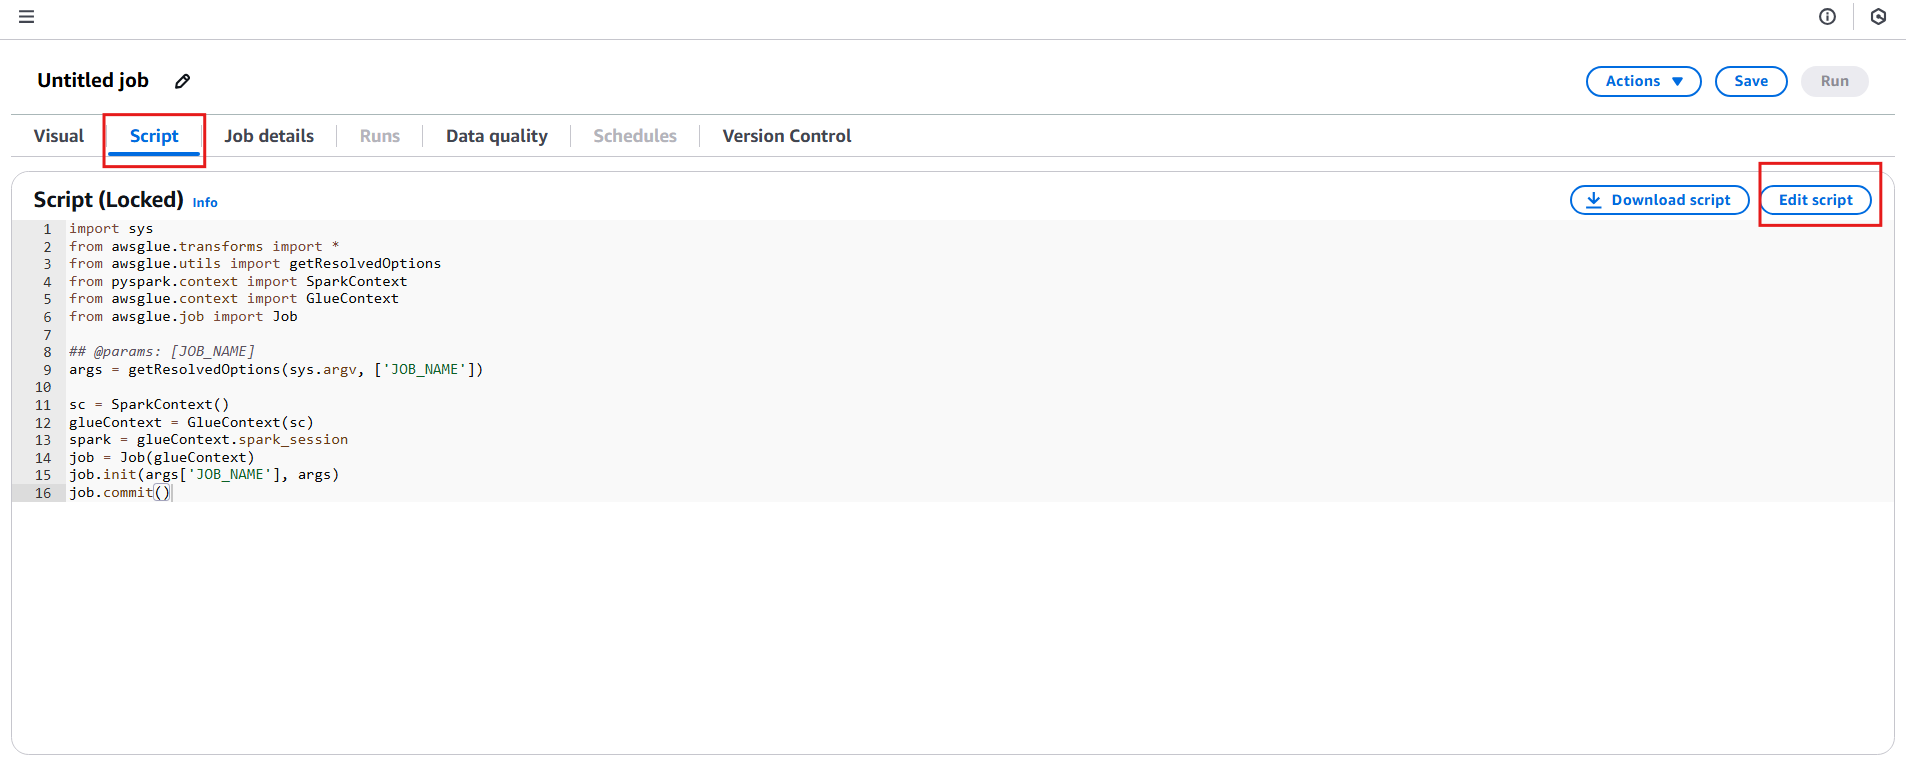 Untitled job
Actions Save Run
Visual Script Job details Runs Data quality Schedules Version Control
Script (Locked) Info Download script Edit script
1 import sys
2 from awsglue.transforms import *
3 from awsglue.utils import getResolvedOptions
4 from pyspark.context import SparkContext
5 from awsglue.context import GlueContext
6 from awsglue.job import Job
7
8 ## @params: [JOB_NAME]
9 args = getResolvedOptions(sys.argv, ['JOB_NAME'])
10
11 sc = SparkContext()
12 glueContext = GlueContext(sc)
13 spark = glueContext.spark_session
14 job = Job(glueContext)
15 job.init(args['JOB_NAME'], args)
16 job.commit()